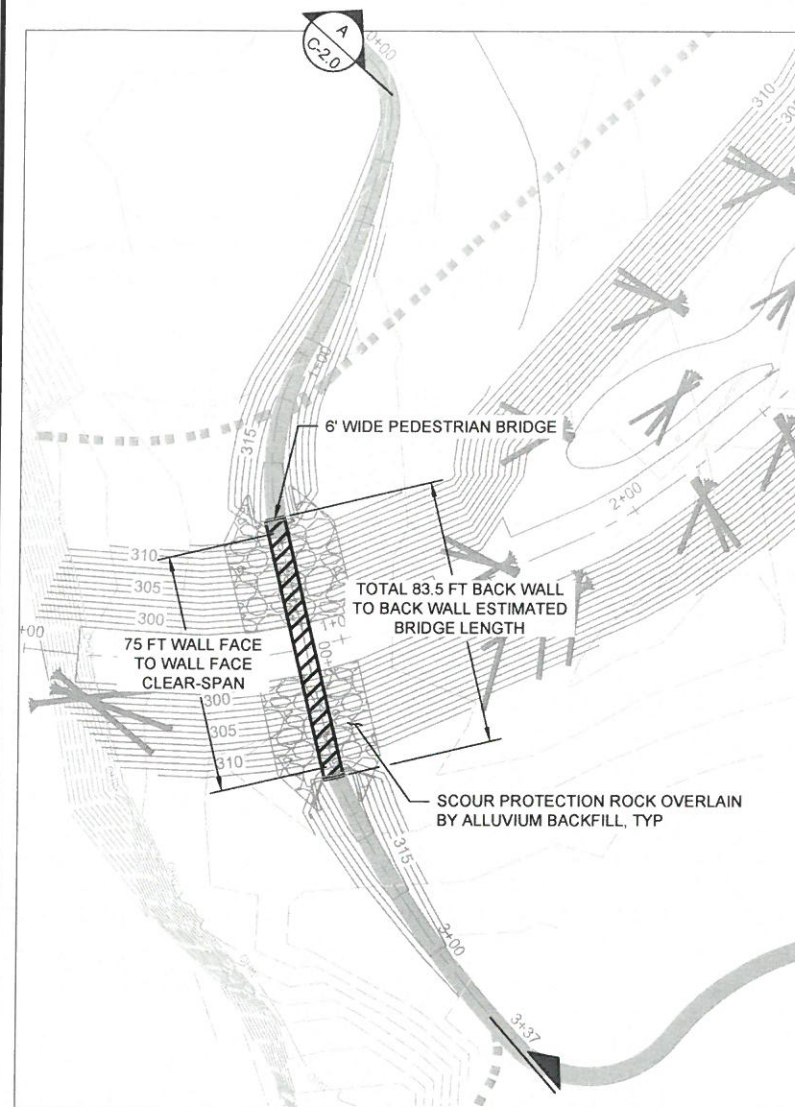 A
C-2.0
0+00
310
1+00
315
6' WIDE PEDESTRIAN BRIDGE
2+00
310
305
300
TOTAL 83.5 FT BACK WALL
TO BACK WALL ESTIMATED
BRIDGE LENGTH
75 FT WALL FACE
TO WALL FACE
CLEAR-SPAN
+00
300
305
310
SCOUR PROTECTION ROCK OVERLAIN
BY ALLUVIUM BACKFILL, TYP
315
3+00
3+37